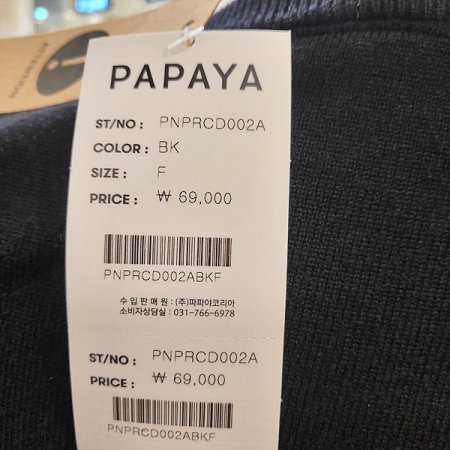 ATTENTION
PAPAYA
ST/NO : PNPRCD002A
COLOR : BK
SIZE : F
PRICE : ₩ 69,000
PNPRCD002ABKF
수 입 판 매 원 : (주)파파야코리아
소비자상담실 : 031-766-6978
ST/NO : PNPRCD002A
PRICE : ₩ 69,000
PNPRCD002ABKF